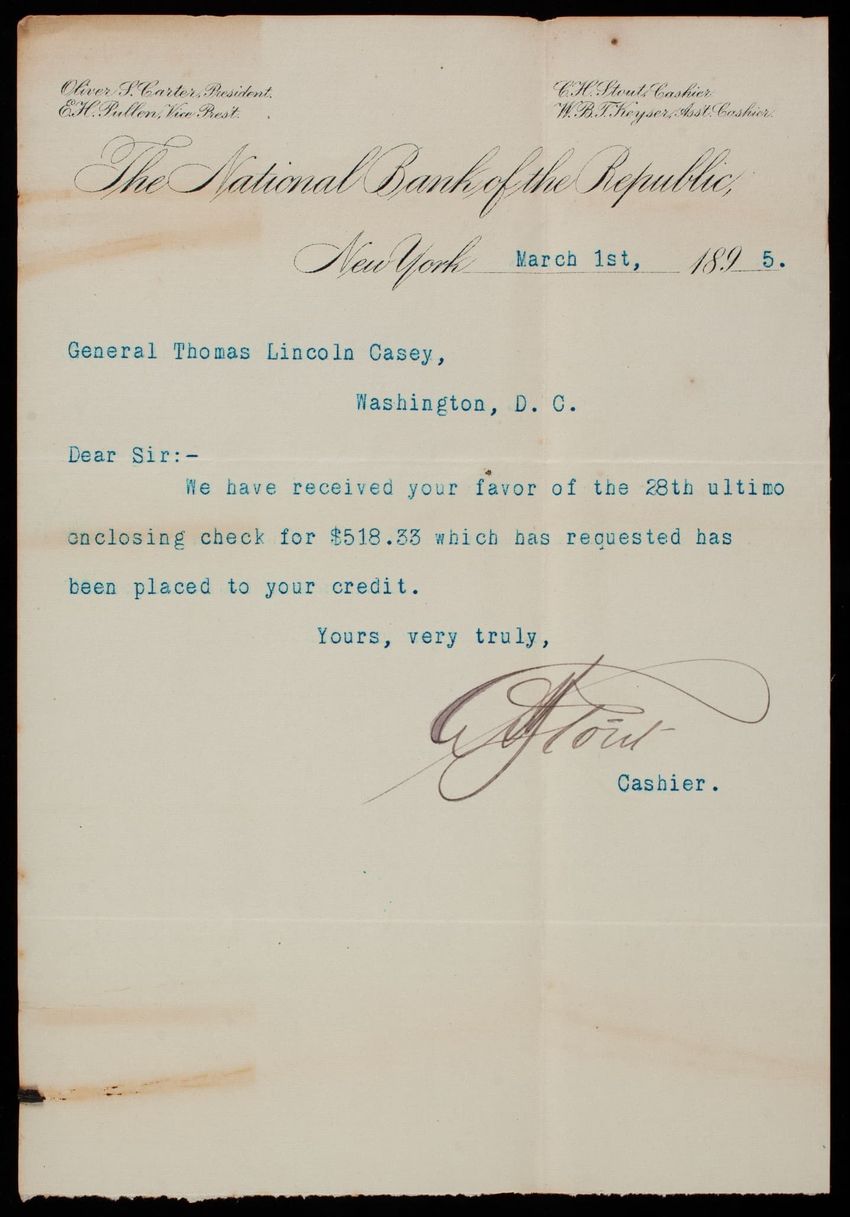 Oliver S. Carter, President.
E.H. Pullen, Vice Prest.
C.H. Stout, Cashier.
W.B.T. Keyser, Asst. Cashier.
The National Bank of the Republic,
New York March 1st, 1895.
General Thomas Lincoln Casey,
Washington, D. C.
Dear Sir:-
We have received your favor of the 28th ultimo
enclosing check for $518.33 which has requested has
been placed to your credit.
Yours, very truly,
C H Stout
Cashier.